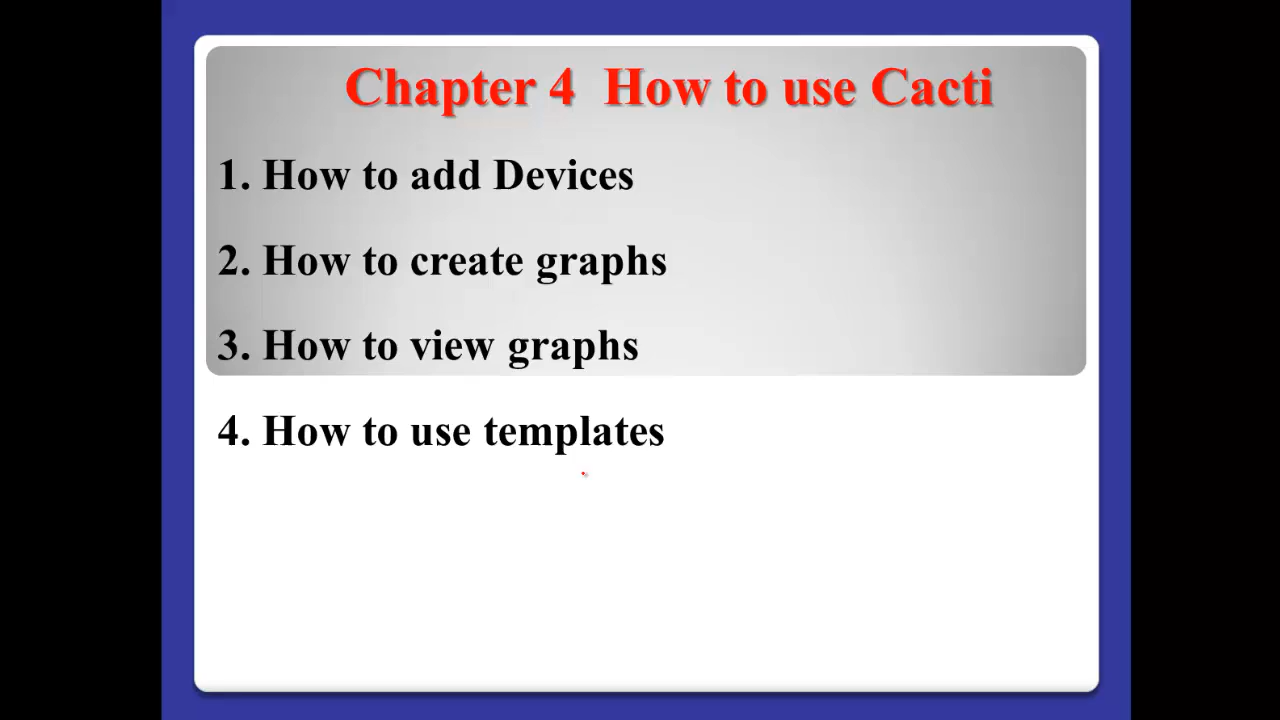 Chapter 4 How to use Cacti
1. How to add Devices
2. How to create graphs
3. How to view graphs
4. How to use templates